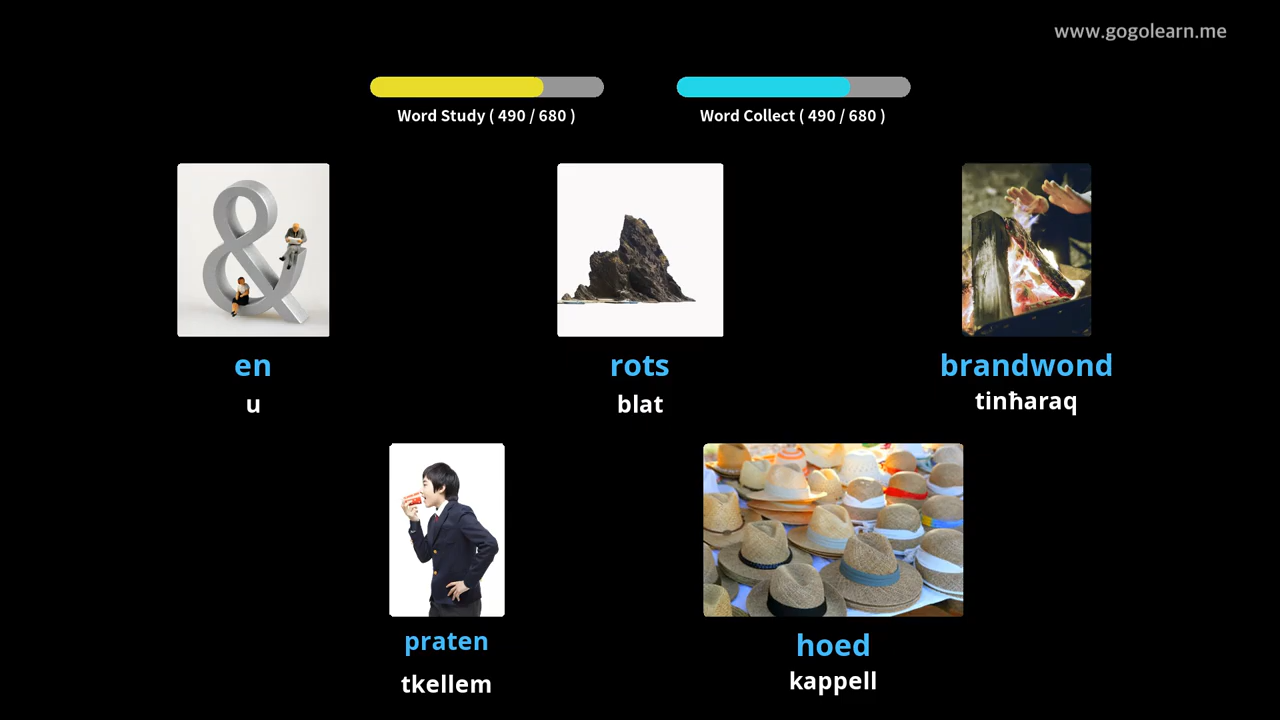 www.gogolearn.me
Word Study ( 490 / 680 )
Word Collect ( 490 / 680 )
en
u
rots
blat
brandwond
tinħaraq
praten
tkellem
hoed
kappell